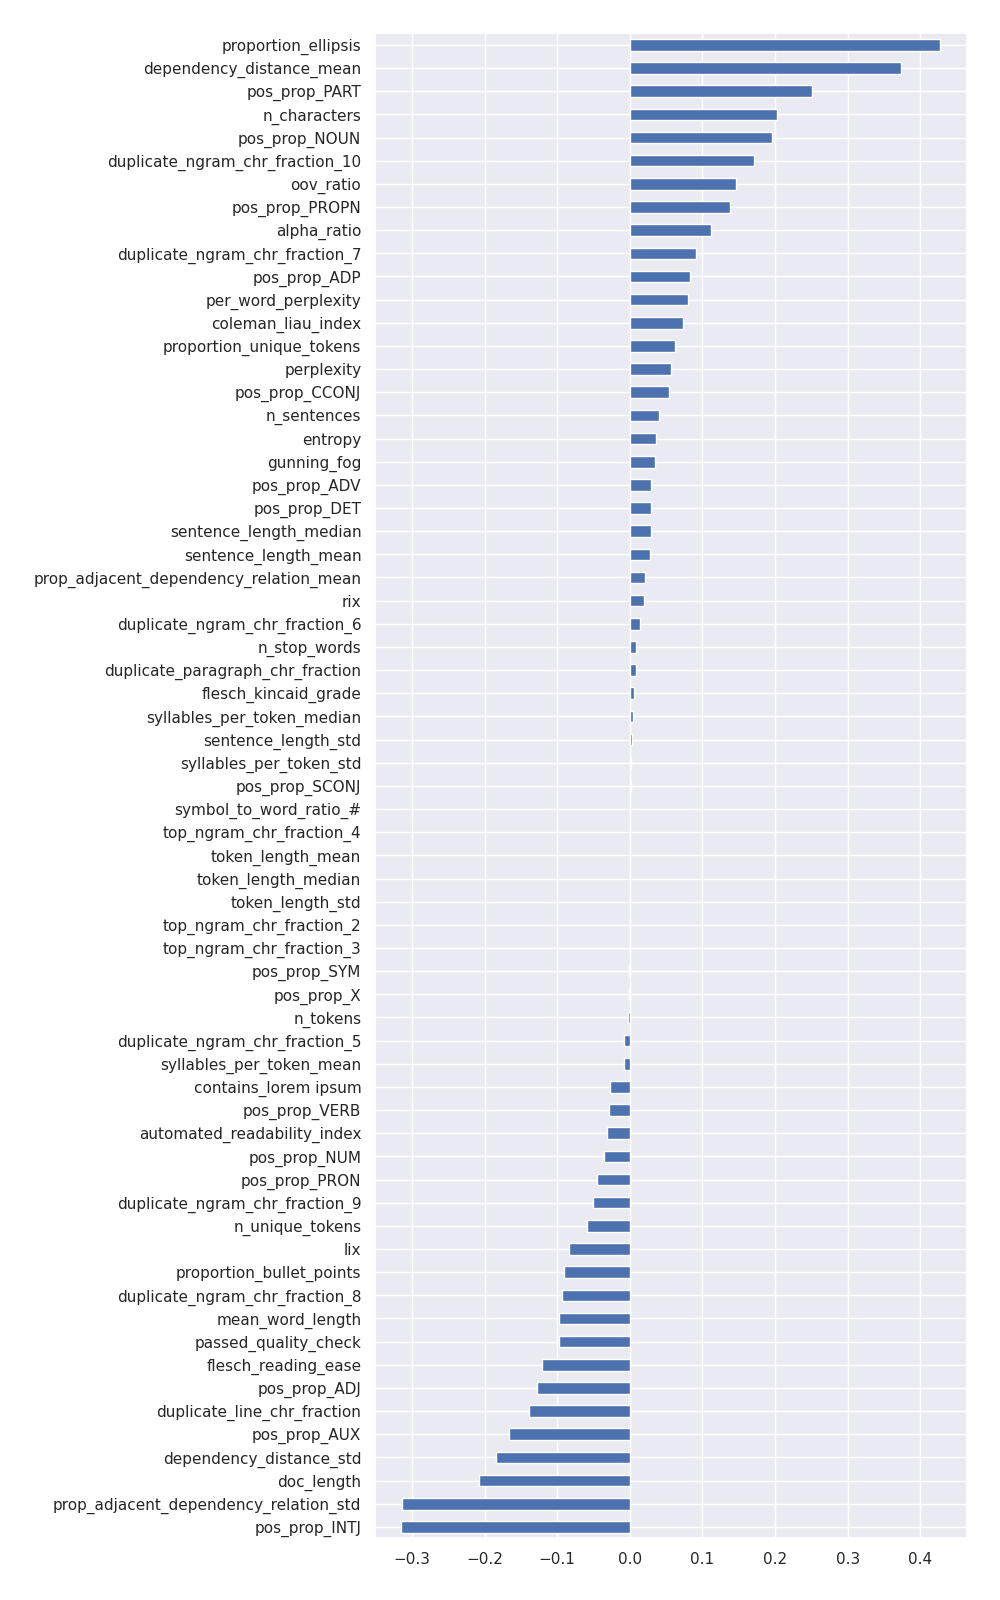 proportion_ellipsis
dependency_distance_mean
pos_prop_PART
n_characters
pos_prop_NOUN
duplicate_ngram_chr_fraction_10
oov_ratio
pos_prop_PROPN
alpha_ratio
duplicate_ngram_chr_fraction_7
pos_prop_ADP
per_word_perplexity
coleman_liau_index
proportion_unique_tokens
perplexity
pos_prop_CCONJ
n_sentences
entropy
gunning_fog
pos_prop_ADV
pos_prop_DET
sentence_length_median
sentence_length_mean
prop_adjacent_dependency_relation_mean
rix
duplicate_ngram_chr_fraction_6
n_stop_words
duplicate_paragraph_chr_fraction
flesch_kincaid_grade
syllables_per_token_median
sentence_length_std
syllables_per_token_std
pos_prop_SCONJ
symbol_to_word_ratio_#
top_ngram_chr_fraction_4
token_length_mean
token_length_median
token_length_std
top_ngram_chr_fraction_2
top_ngram_chr_fraction_3
pos_prop_SYM
pos_prop_X
n_tokens
duplicate_ngram_chr_fraction_5
syllables_per_token_mean
contains_lorem ipsum
pos_prop_VERB
automated_readability_index
pos_prop_NUM
pos_prop_PRON
duplicate_ngram_chr_fraction_9
n_unique_tokens
lix
proportion_bullet_points
duplicate_ngram_chr_fraction_8
mean_word_length
passed_quality_check
flesch_reading_ease
pos_prop_ADJ
duplicate_line_chr_fraction
pos_prop_AUX
dependency_distance_std
doc_length
prop_adjacent_dependency_relation_std
pos_prop_INTJ
−0.3 −0.2 −0.1 0.0 0.1 0.2 0.3 0.4